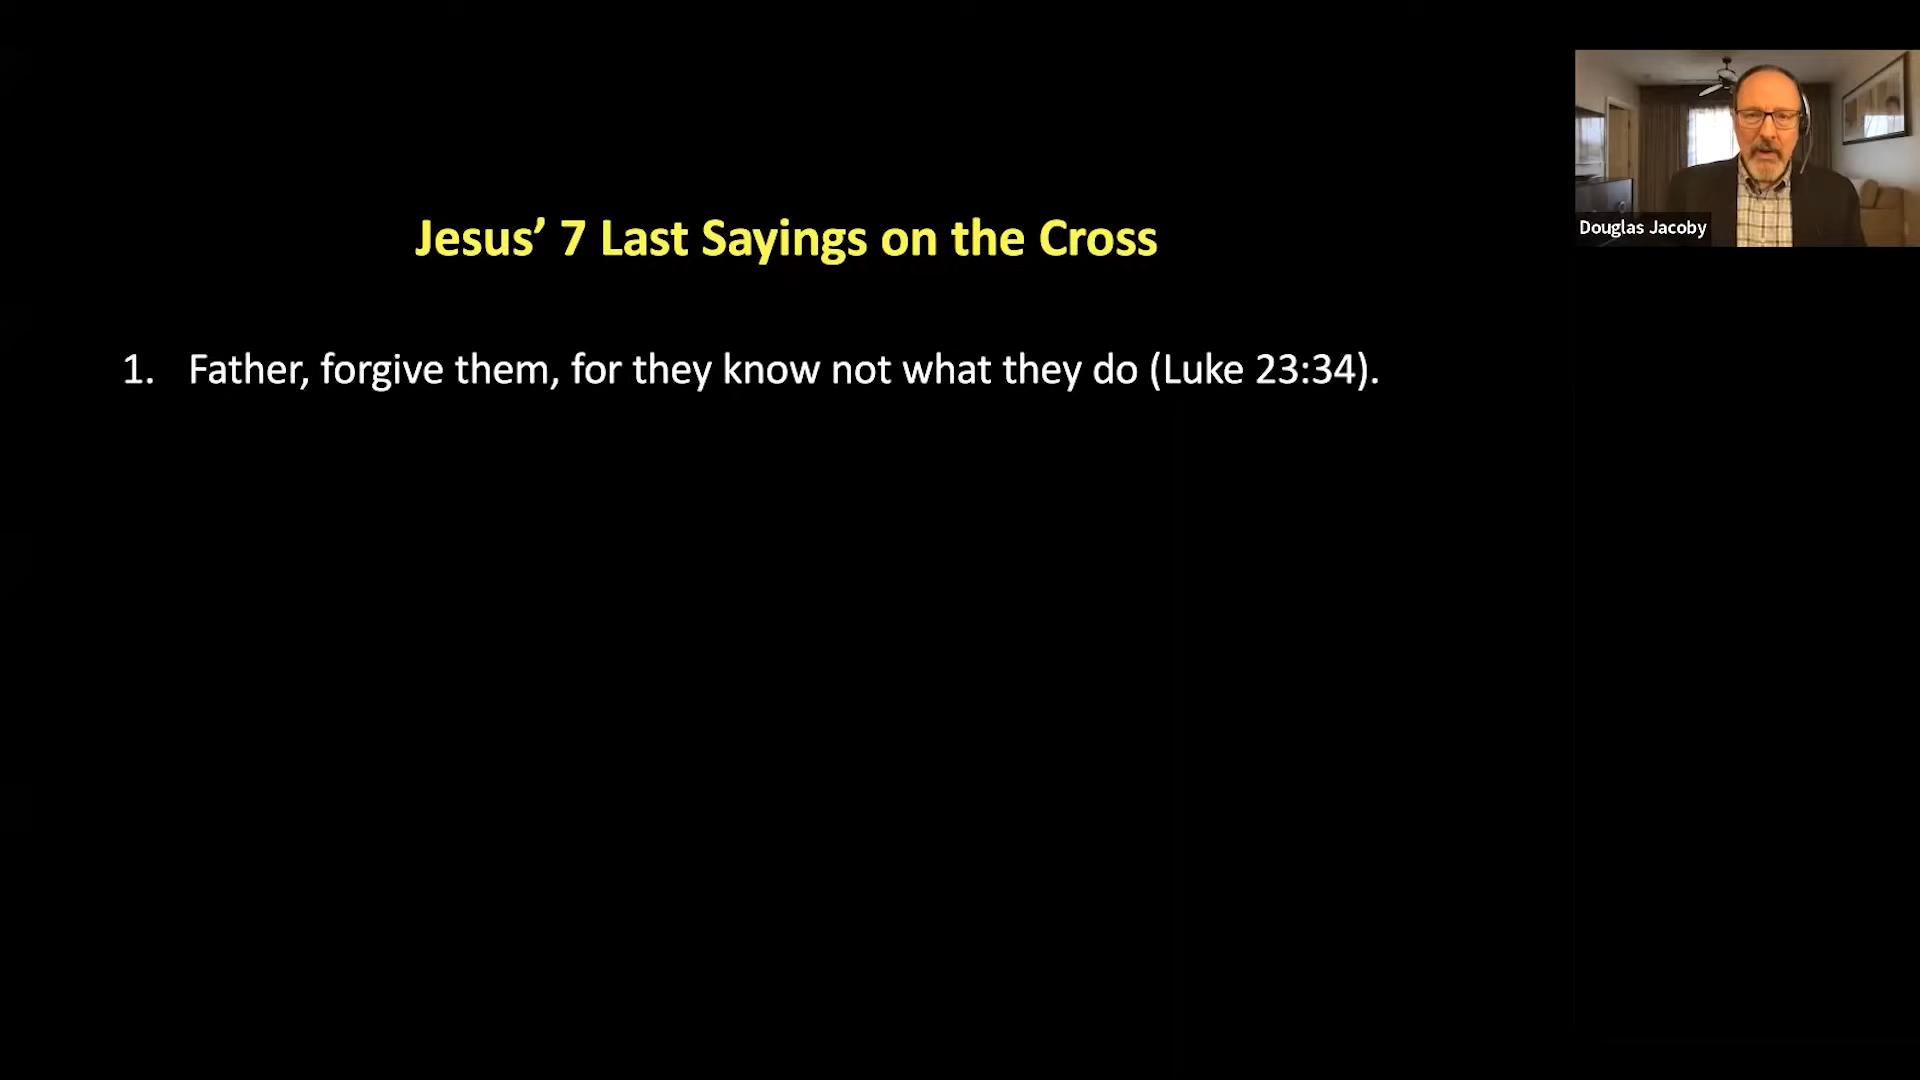 Jesus’ 7 Last Sayings on the Cross
1. Father, forgive them, for they know not what they do (Luke 23:34).
Douglas Jacoby